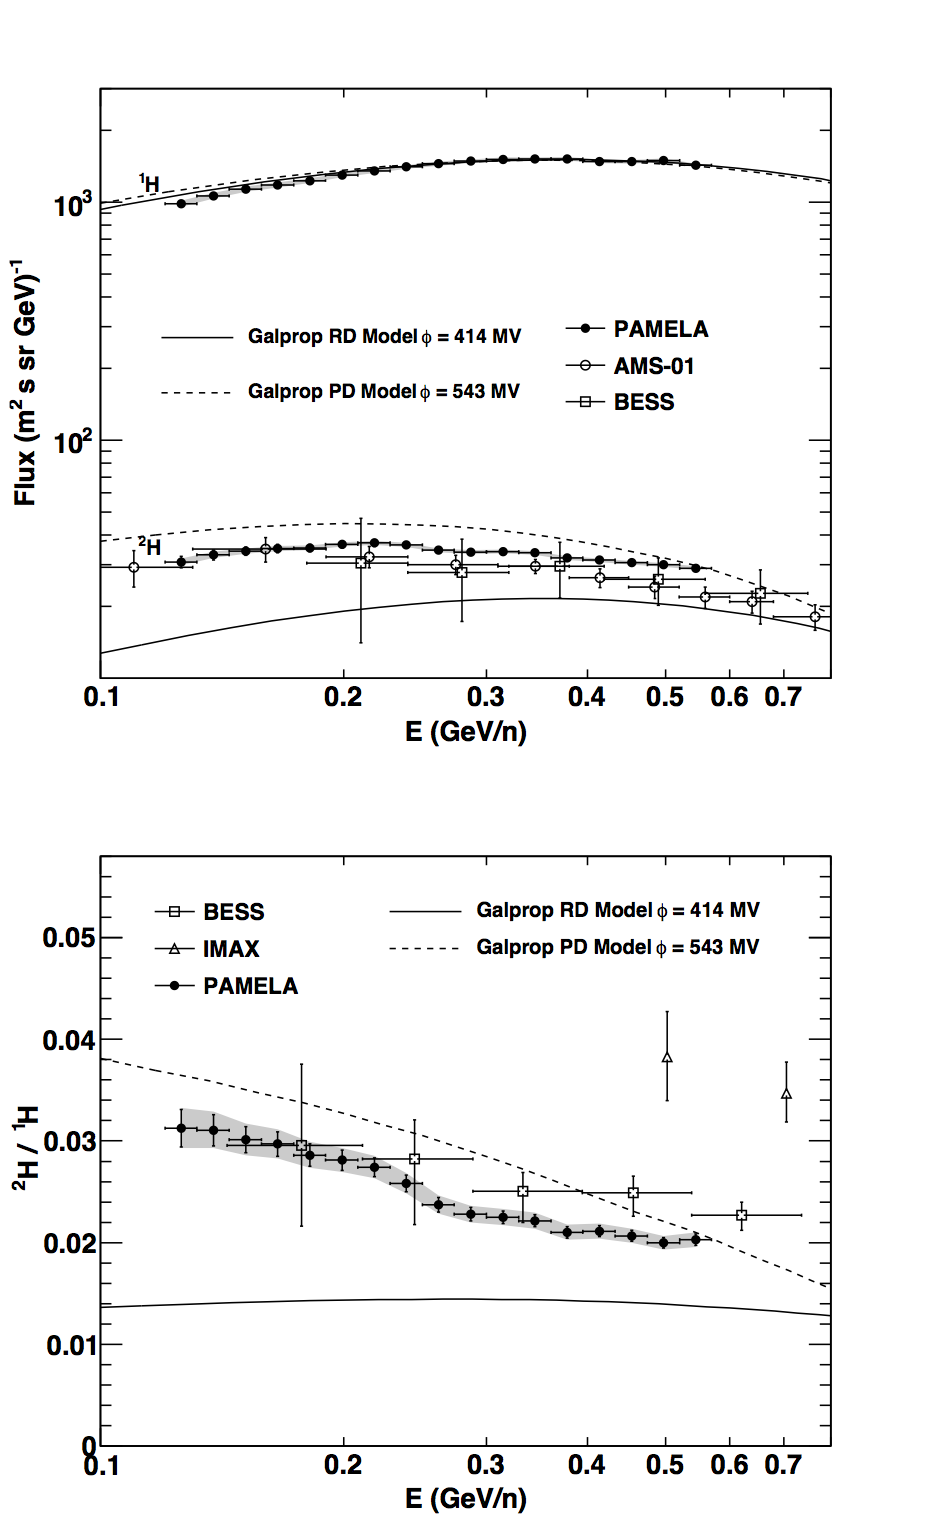 ¹H
10³
Galprop RD Model ϕ = 414 MV
Galprop PD Model ϕ = 543 MV
PAMELA
AMS-01
BESS
Flux (m² s sr GeV)⁻¹
10²
²H
0.1 0.2 0.3 0.4 0.5 0.6 0.7
E (GeV/n)
BESS
IMAX
PAMELA
Galprop RD Model ϕ = 414 MV
Galprop PD Model ϕ = 543 MV
0.05
0.04
0.03
0.02
0.01
0
²H / ¹H
0.1 0.2 0.3 0.4 0.5 0.6 0.7
E (GeV/n)